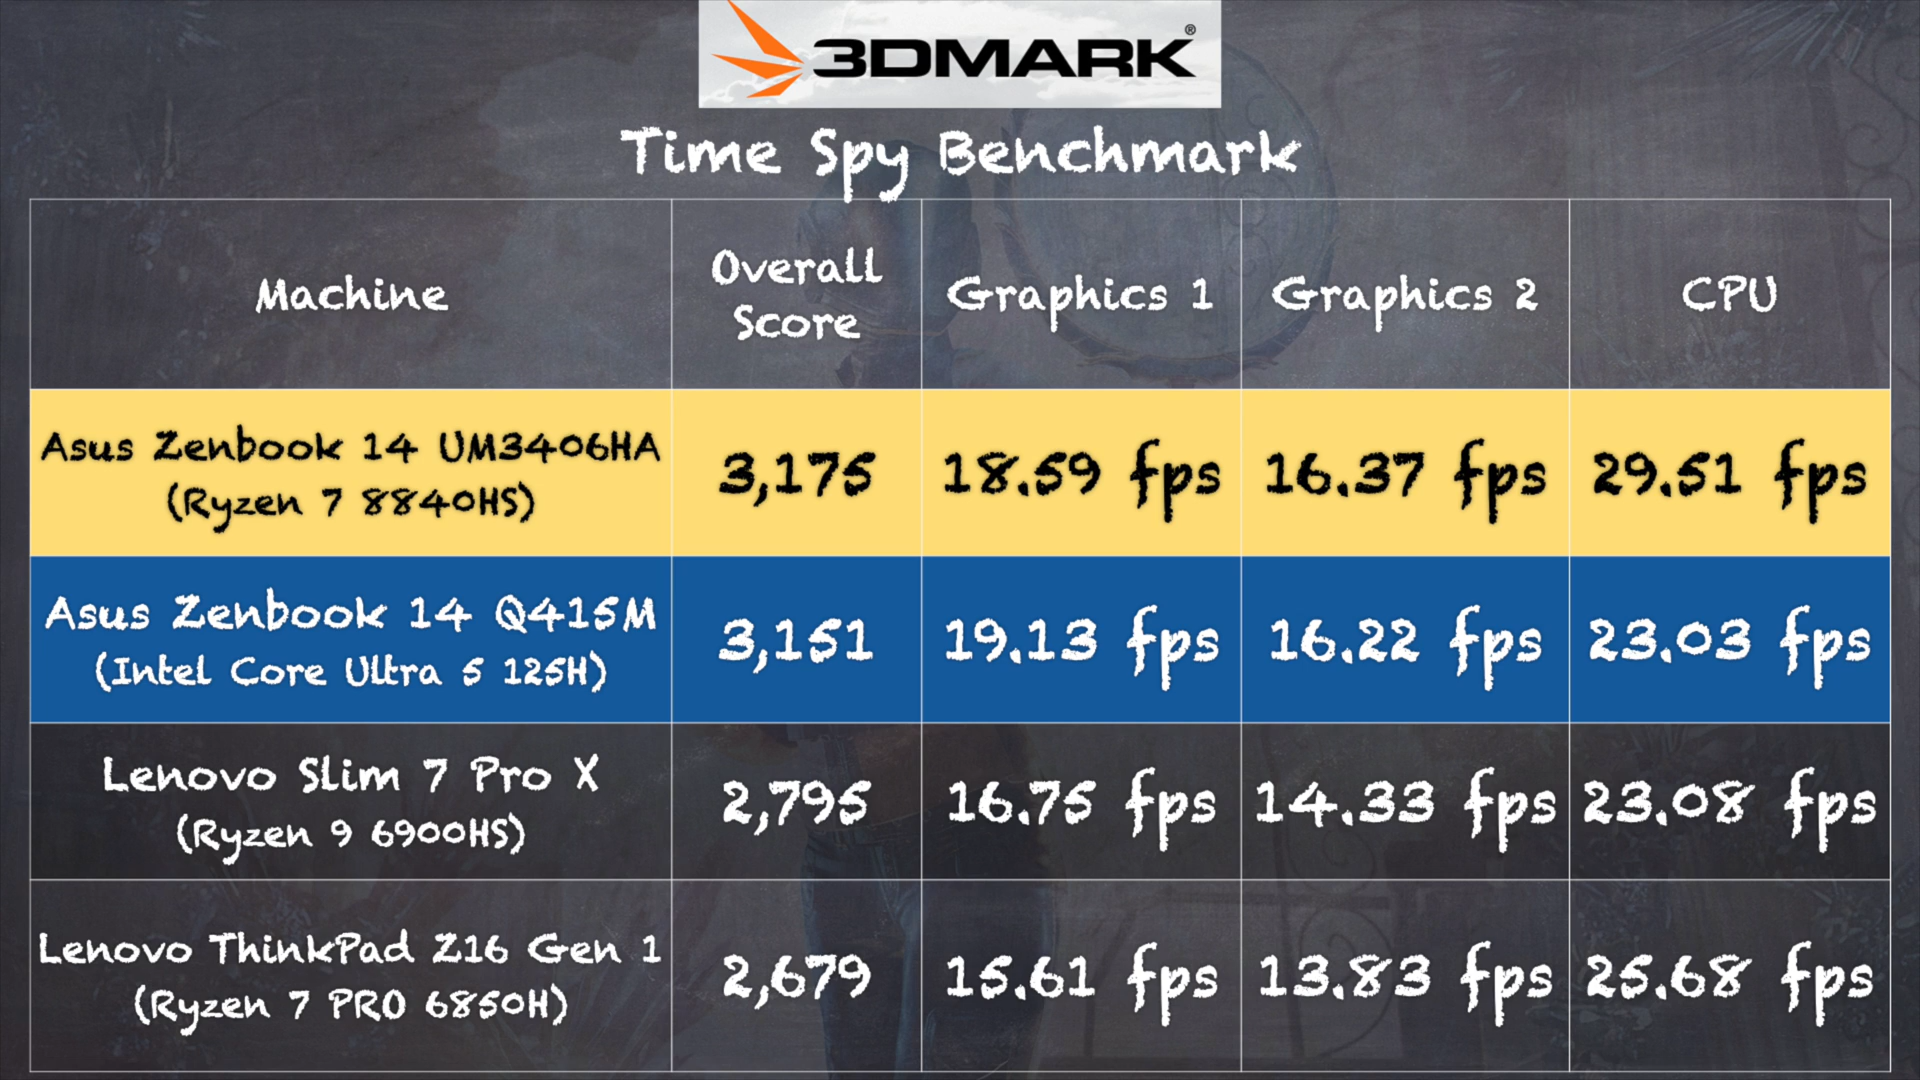 3DMARK®
Time Spy Benchmark
Machine
Overall
Score
Graphics 1
Graphics 2
CPU
Asus Zenbook 14 UM3406HA
(Ryzen 7 8840HS)
3,175
18.59 fps
16.37 fps
29.51 fps
Asus Zenbook 14 Q415M
(Intel Core Ultra 5 125H)
3,151
19.13 fps
16.22 fps
23.03 fps
Lenovo Slim 7 Pro X
(Ryzen 9 6900HS)
2,795
16.75 fps
14.33 fps
23.08 fps
Lenovo ThinkPad Z16 Gen 1
(Ryzen 7 PRO 6850H)
2,679
15.61 fps
13.83 fps
25.68 fps